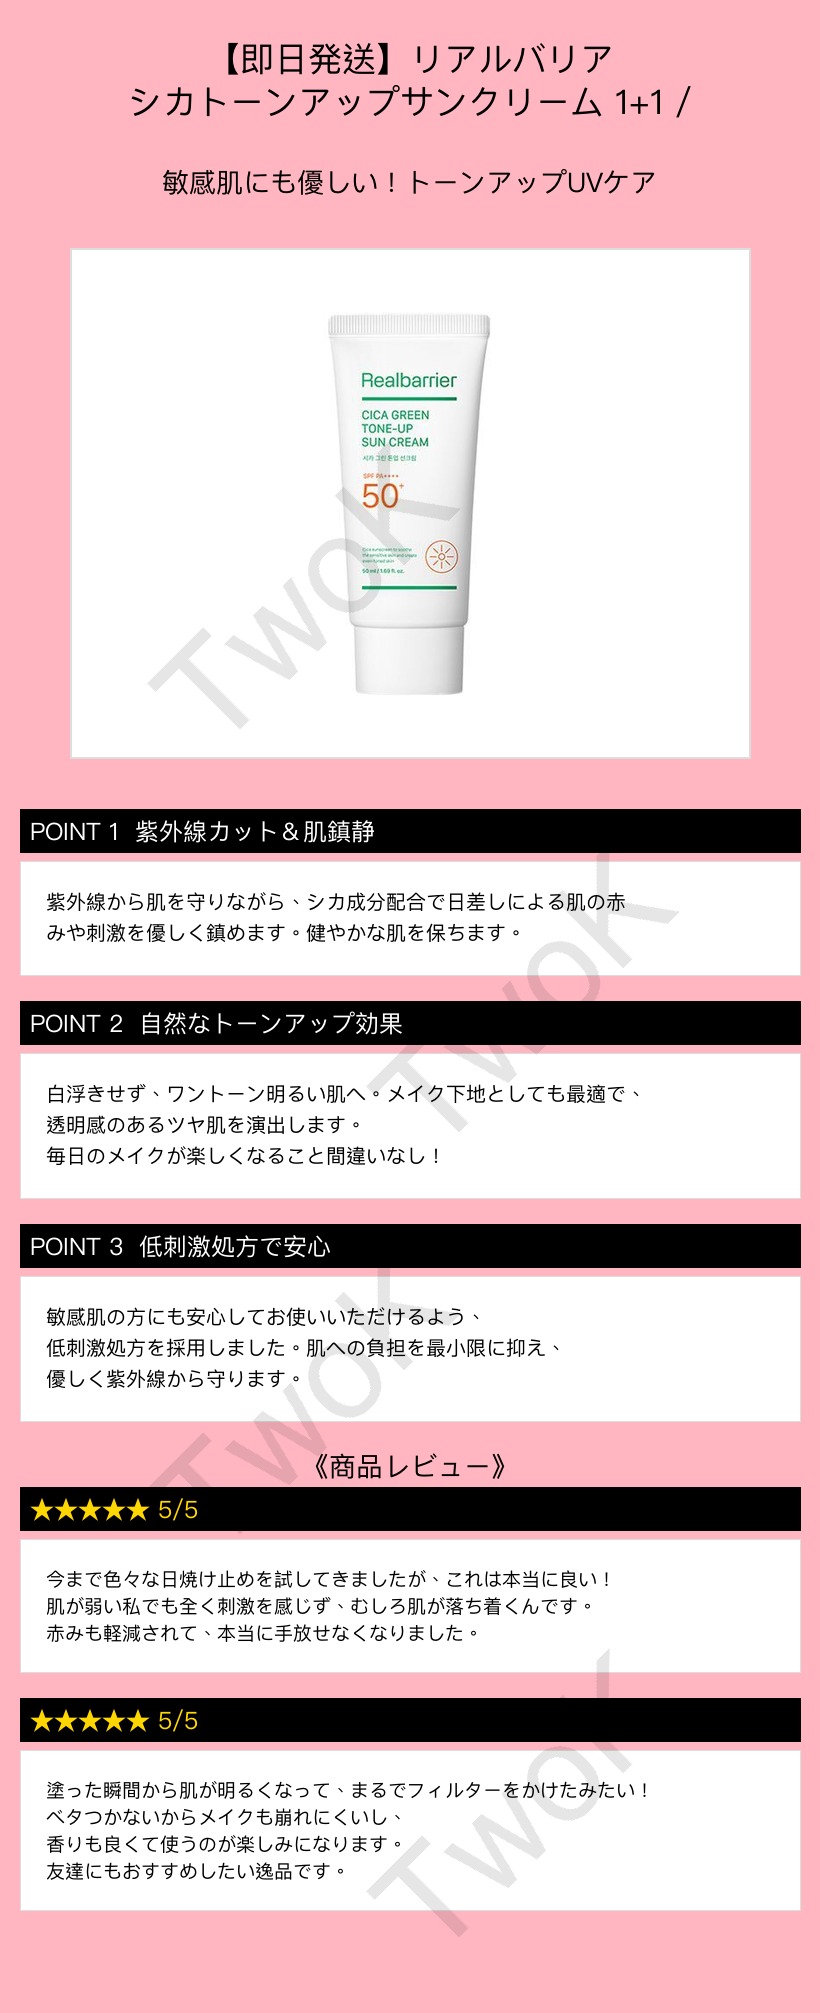 【即日発送】リアルバリア
シカトーンアップサンクリーム 1+1 /
敏感肌にも優しい！トーンアップUVケア
Realbarrier
CICA GREEN
TONE-UP
SUN CREAM
시카 그린 톤업 선크림
SPF PA++++
50+
Cica sunscreen to soothe
the sensitive skin and create
even-toned skin
50 ml / 1.69 fl. oz.
TwoK
POINT 1 紫外線カット＆肌鎮静
紫外線から肌を守りながら、シカ成分配合で日差しによる肌の赤
みや刺激を優しく鎮めます。健やかな肌を保ちます。
TwoK
POINT 2 自然なトーンアップ効果
白浮きせず、ワントーン明るい肌へ。メイク下地としても最適で、
透明感のあるツヤ肌を演出します。
毎日のメイクが楽しくなること間違いなし！
POINT 3 低刺激処方で安心
敏感肌の方にも安心してお使いいただけるよう、
低刺激処方を採用しました。肌への負担を最小限に抑え、
優しく紫外線から守ります。
TwoK
《商品レビュー》
★★★★★ 5/5
今まで色々な日焼け止めを試してきましたが、これは本当に良い！
肌が弱い私でも全く刺激を感じず、むしろ肌が落ち着くんです。
赤みも軽減されて、本当に手放せなくなりました。
★★★★★ 5/5
塗った瞬間から肌が明るくなって、まるでフィルターをかけたみたい！
ベタつかないからメイクも崩れにくいし、
香りも良くて使うのが楽しみになります。
友達にもおすすめしたい逸品です。
TwoK